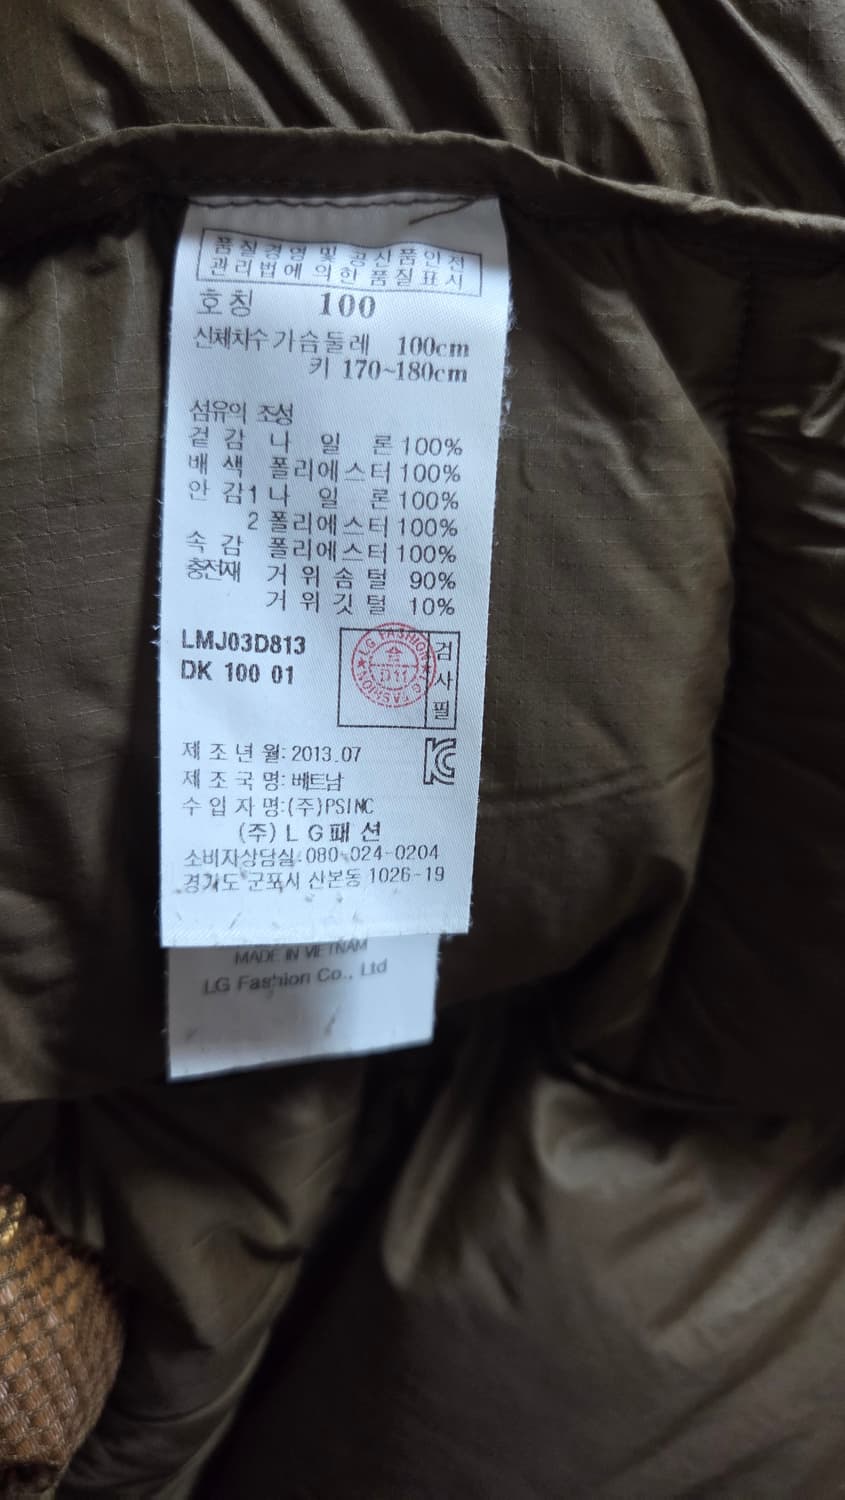 품질경영 및 공산품안전
관리법에 의한 품질표시
호칭 100
신체치수 가슴둘레 100cm
키 170~180cm
섬유의 조성
겉감 나일론 100%
배색 폴리에스터 100%
안감1 나일론 100%
2 폴리에스터 100%
속감 폴리에스터 100%
충전재 거위솜털 90%
거위깃털 10%
LMJ03D813
DK 100 01
LG FASHION
합
LG FASHION
검사필
제조년월: 2013.07
제조국명: 베트남
수입자명: (주)PSINC
(주)LG패션
소비자상담실: 080-024-0204
경기도 군포시 산본동 1026-19
MADE IN VIETNAM
LG Fashion Co., Ltd